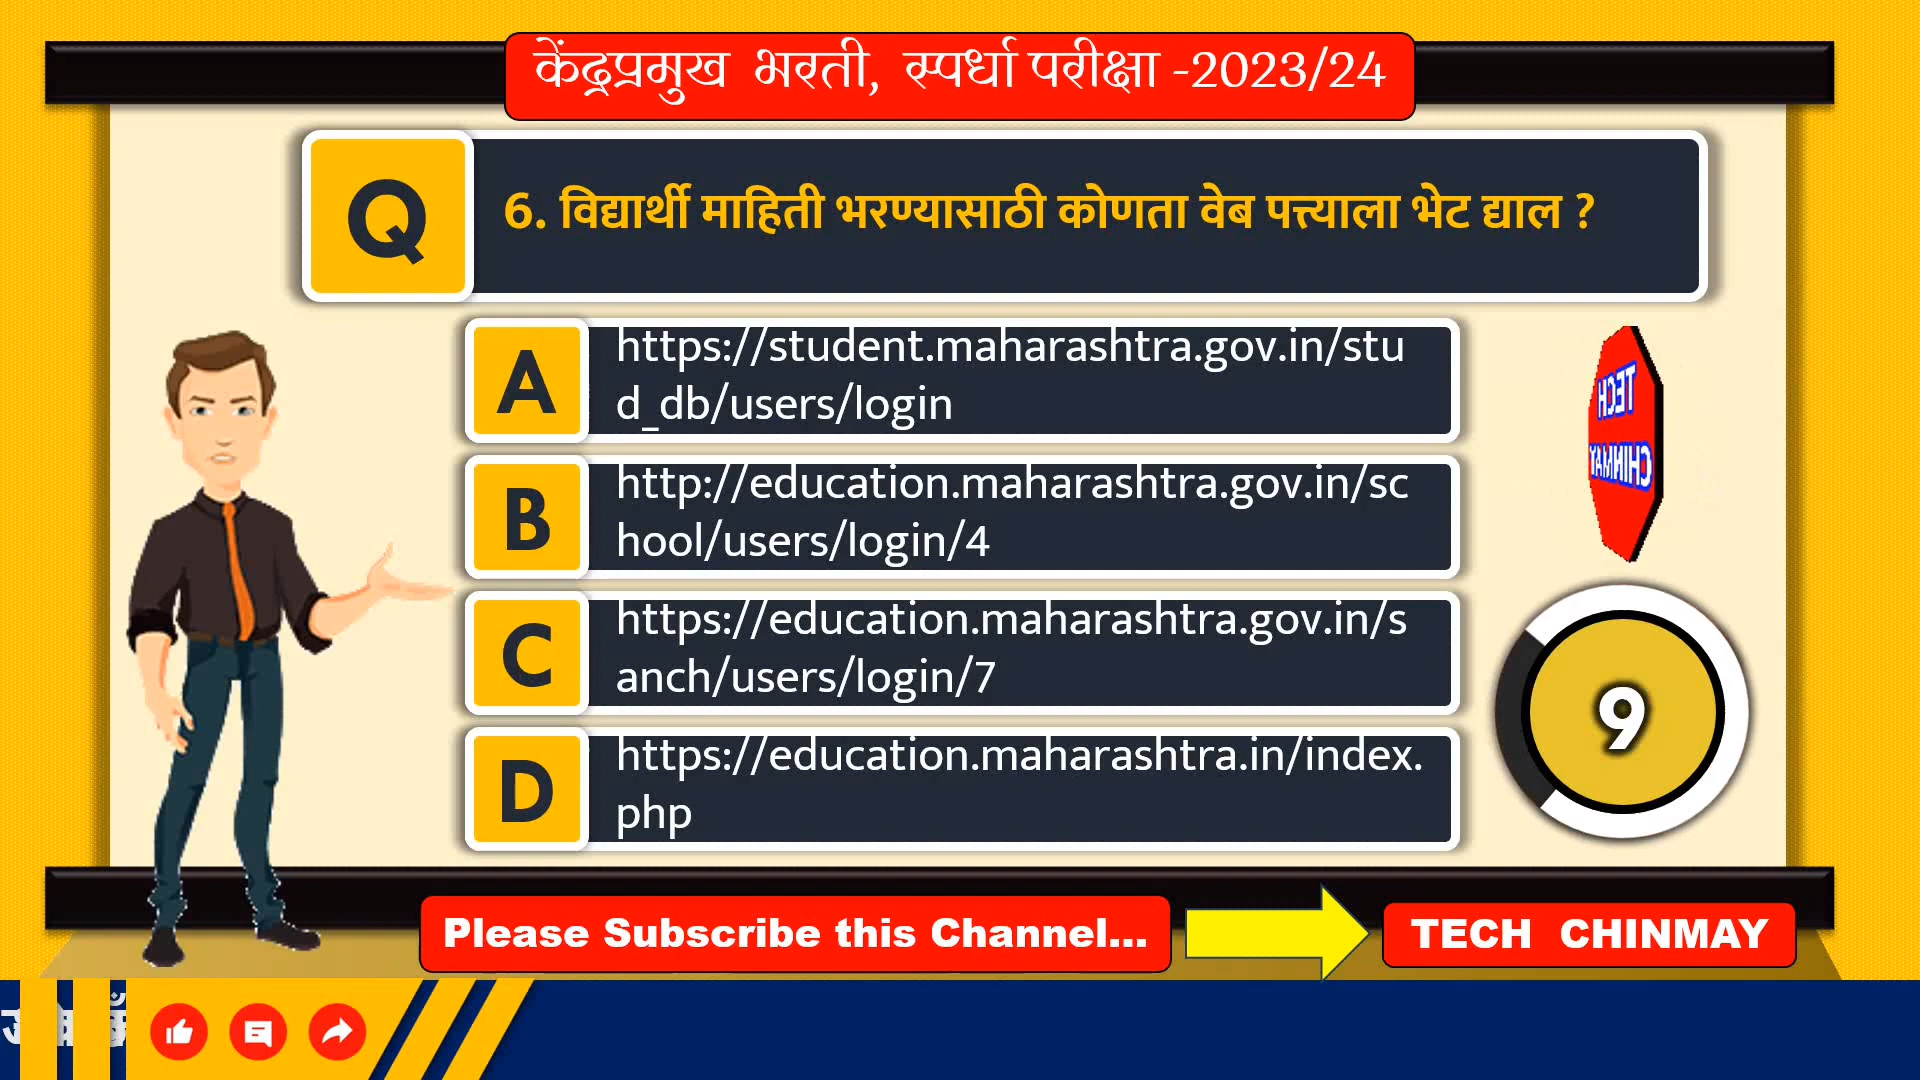 केंद्रप्रमुख भरती, स्पर्धा परीक्षा -2023/24
Q
6. विद्यार्थी माहिती भरण्यासाठी कोणता वेब पत्त्याला भेट द्याल ?
A
https://student.maharashtra.gov.in/stu
d_db/users/login
B
http://education.maharashtra.gov.in/sc
hool/users/login/4
C
https://education.maharashtra.gov.in/s
anch/users/login/7
D
https://education.maharashtra.in/index.
php
TECH
CHINMAY
9
Please Subscribe this Channel...
TECH CHINMAY